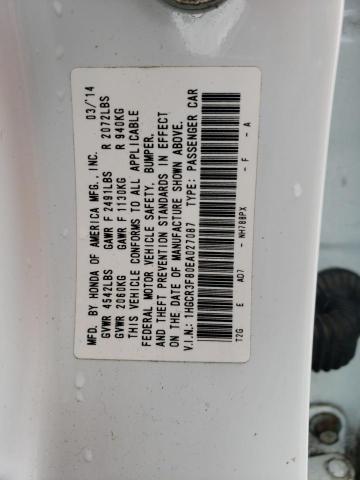 MFD. BY HONDA OF AMERICA MFG., INC. 03/'14
GVWR 4542LBS GAWR F 2491LBS R 2072LBS
GVWR 2060KG GAWR F 1130KG R 940KG
THIS VEHICLE CONFORMS TO ALL APPLICABLE
FEDERAL MOTOR VEHICLE SAFETY, BUMPER,
AND THEFT PREVENTION STANDARDS IN EFFECT
ON THE DATE OF MANUFACTURE SHOWN ABOVE.
V.I.N.: 1HGCR3F80EA027087 TYPE: PASSENGER CAR
T2G E AD7 - NH788PX - F - A